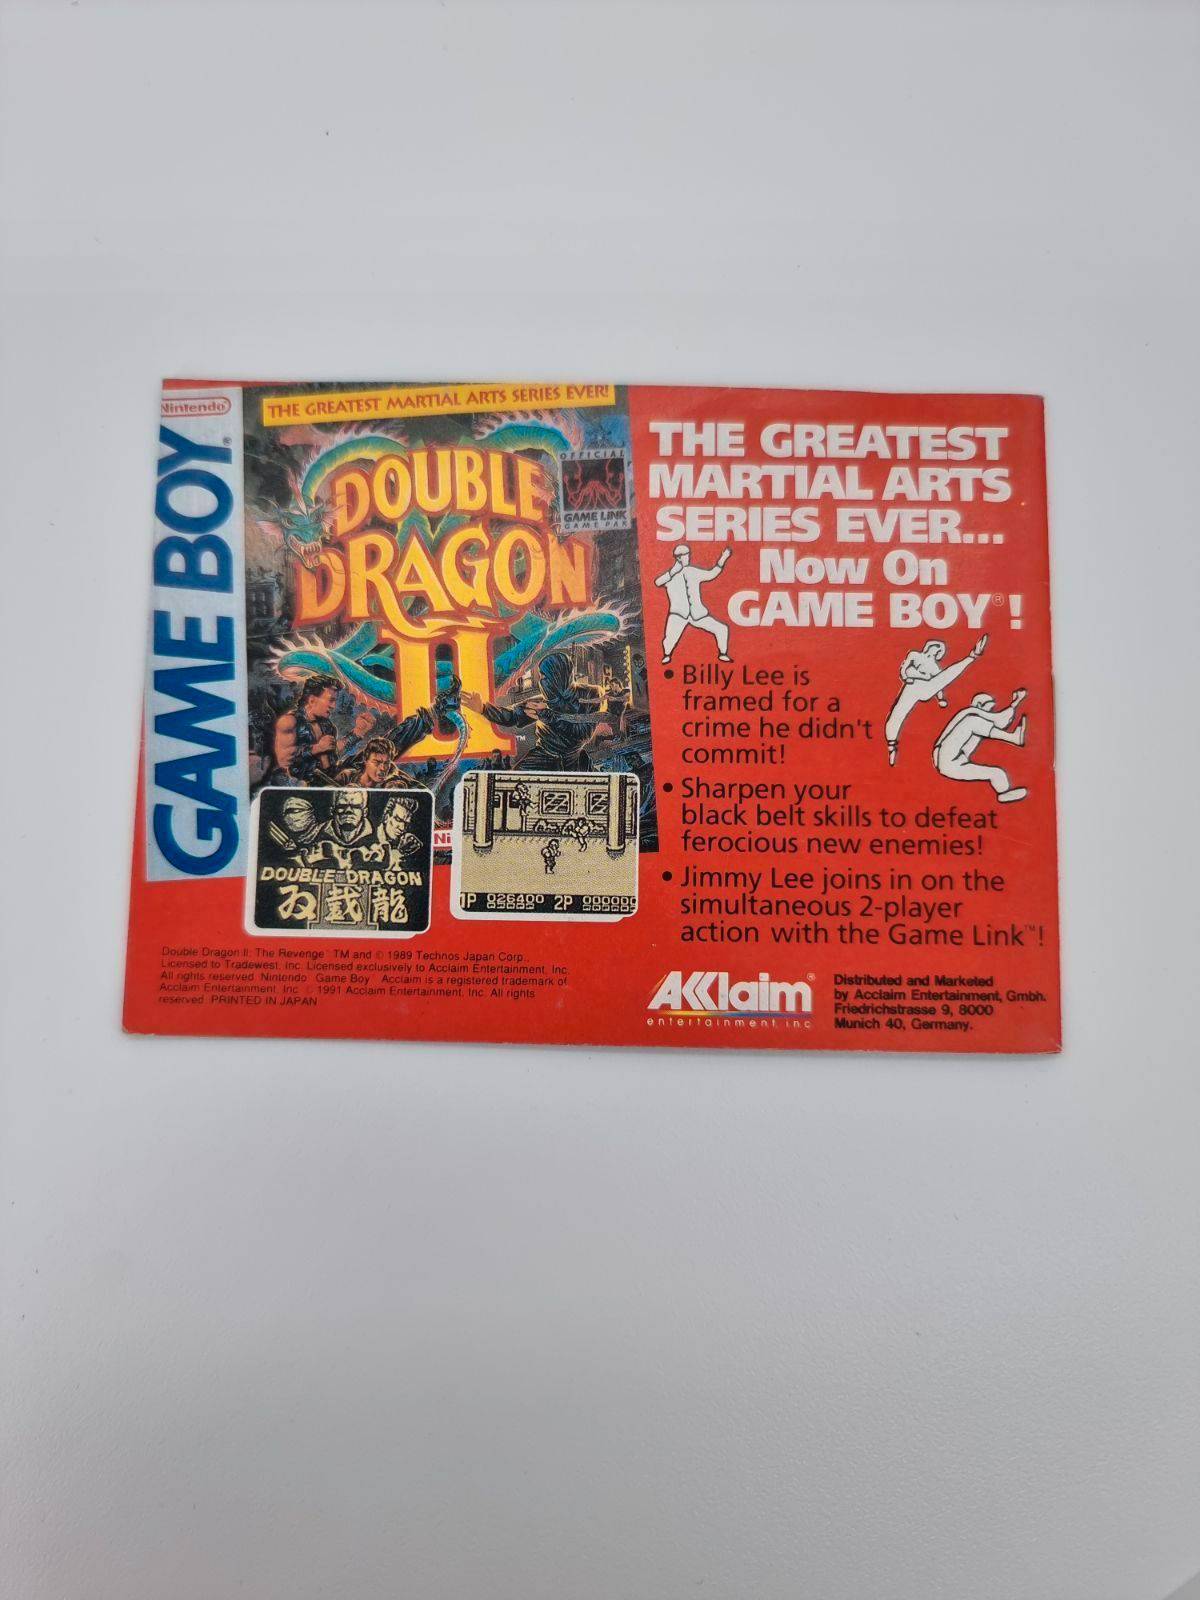 Nintendo
GAME BOY®
THE GREATEST MARTIAL ARTS SERIES EVER!
OFFICIAL
GAME LINK
GAME PAK
DOUBLE
DRAGON
II
™
Ni
DOUBLE DRAGON
II
双截龍
1P 026400 2P 000000
THE GREATEST
MARTIAL ARTS
SERIES EVER...
Now On
GAME BOY® !
• Billy Lee is
framed for a
crime he didn't
commit!
• Sharpen your
black belt skills to defeat
ferocious new enemies!
• Jimmy Lee joins in on the
simultaneous 2-player
action with the Game Link™!
Double Dragon II: The Revenge™ TM and © 1989 Technos Japan Corp.,
Licensed to Tradewest, Inc. Licensed exclusively to Acclaim Entertainment, Inc.
All rights reserved. Nintendo, Game Boy, Acclaim is a registered trademark of
Acclaim Entertainment, Inc. © 1991 Acclaim Entertainment, Inc. All rights
reserved. PRINTED IN JAPAN
AKKlaim®
entertainment, inc.
Distributed and Marketed
by Acclaim Entertainment, Gmbh.
Friedrichstrasse 9, 8000
Munich 40, Germany.